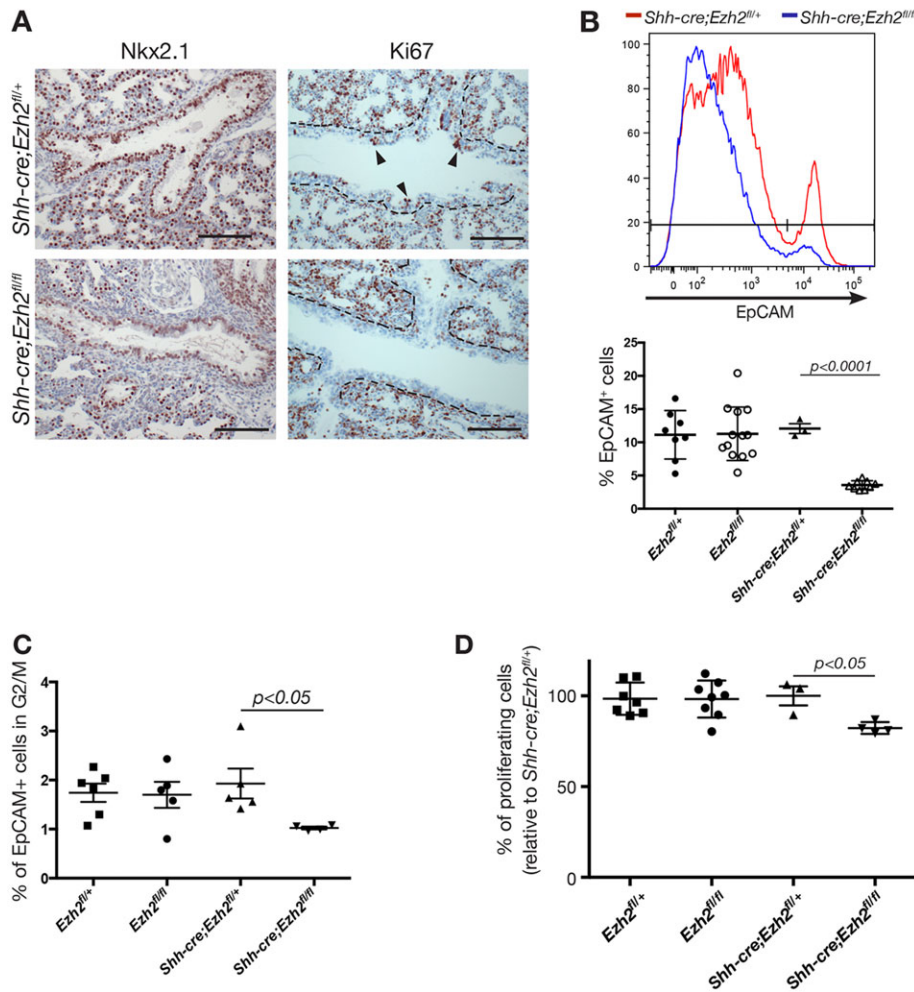 A
Nkx2.1
Ki67
Shh-cre;Ezh2fl/+
Shh-cre;Ezh2fl/fl
B
Shh-cre;Ezh2fl/+
Shh-cre;Ezh2fl/fl
100
80
60
40
20
0
0
10²
10³
10⁴
10⁵
EpCAM
% EpCAM⁺ cells
25
20
15
10
5
0
p<0.0001
Ezh2fl/+
Ezh2fl/fl
Shh-cre;Ezh2fl/+
Shh-cre;Ezh2fl/fl
C
% of EpCAM+ cells in G2/M
4
3
2
1
0
p<0.05
Ezh2fl/+
Ezh2fl/fl
Shh-cre;Ezh2fl/+
Shh-cre;Ezh2fl/fl
D
% of proliferating cells
(relative to Shh-cre;Ezh2fl/+)
100
50
0
p<0.05
Ezh2fl/+
Ezh2fl/fl
Shh-cre;Ezh2fl/+
Shh-cre;Ezh2fl/fl